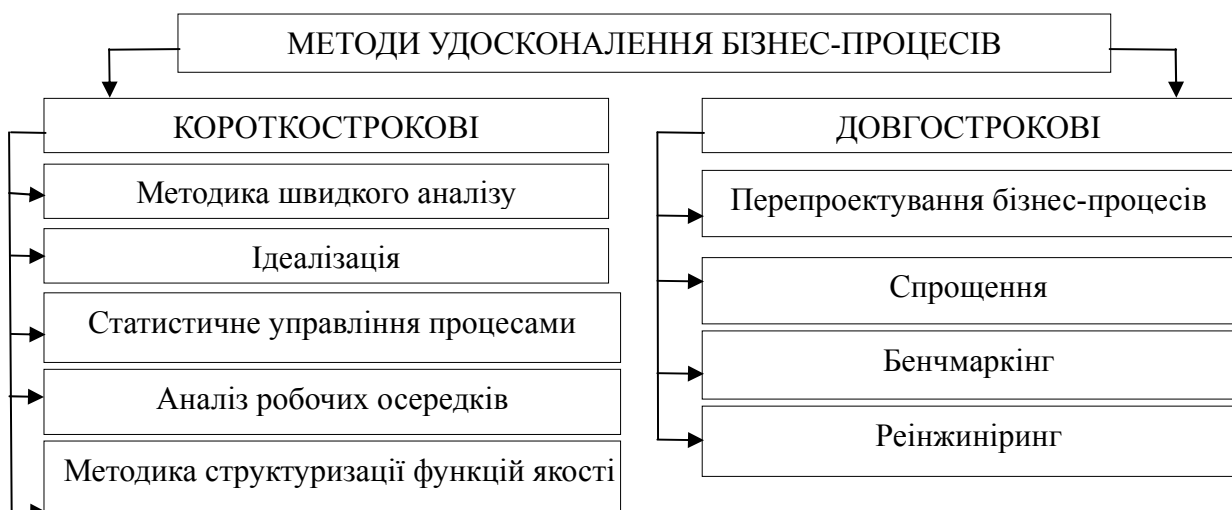 МЕТОДИ УДОСКОНАЛЕННЯ БІЗНЕС-ПРОЦЕСІВ
КОРОТКОСТРОКОВІ
Методика швидкого аналізу
Ідеалізація
Статистичне управління процесами
Аналіз робочих осередків
Методика структуризації функцій якості
ДОВГОСТРОКОВІ
Перепроектування бізнес-процесів
Спрощення
Бенчмаркінг
Реінжиніринг